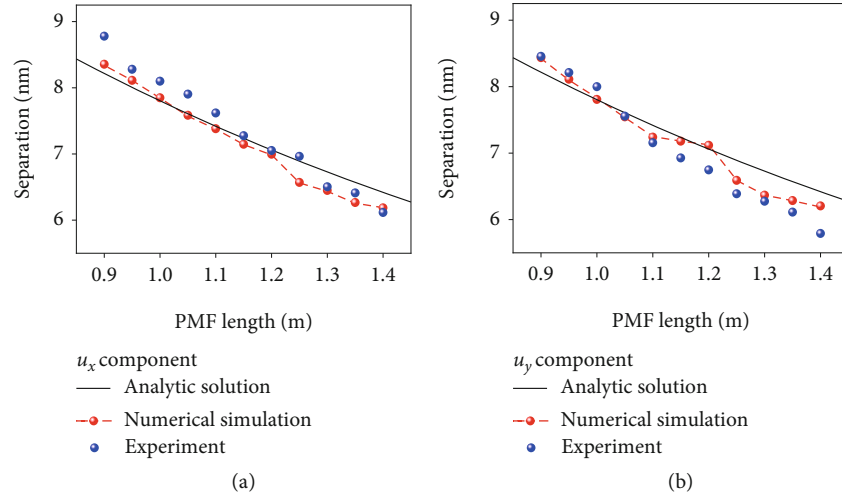 9
8
7
6
Separation (nm)
0.9 1.0 1.1 1.2 1.3 1.4
PMF length (m)
u_x component
Analytic solution
Numerical simulation
Experiment
(a)
9
8
7
6
Separation (nm)
0.9 1.0 1.1 1.2 1.3 1.4
PMF length (m)
u_y component
Analytic solution
Numerical simulation
Experiment
(b)